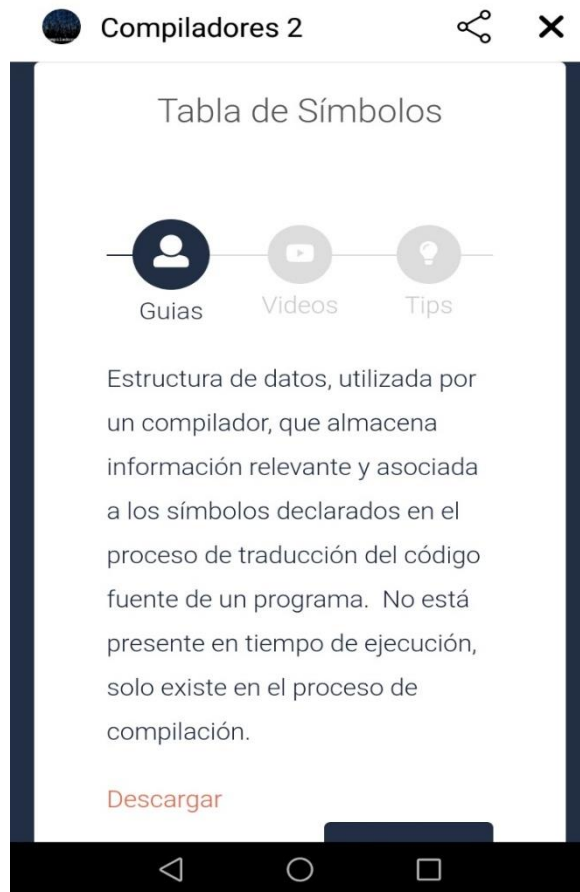 Compiladores 2
Tabla de Símbolos
Guias
Videos
Tips
Estructura de datos, utilizada por
un compilador, que almacena
información relevante y asociada
a los símbolos declarados en el
proceso de traducción del código
fuente de un programa.  No está
presente en tiempo de ejecución,
solo existe en el proceso de
compilación.
Descargar